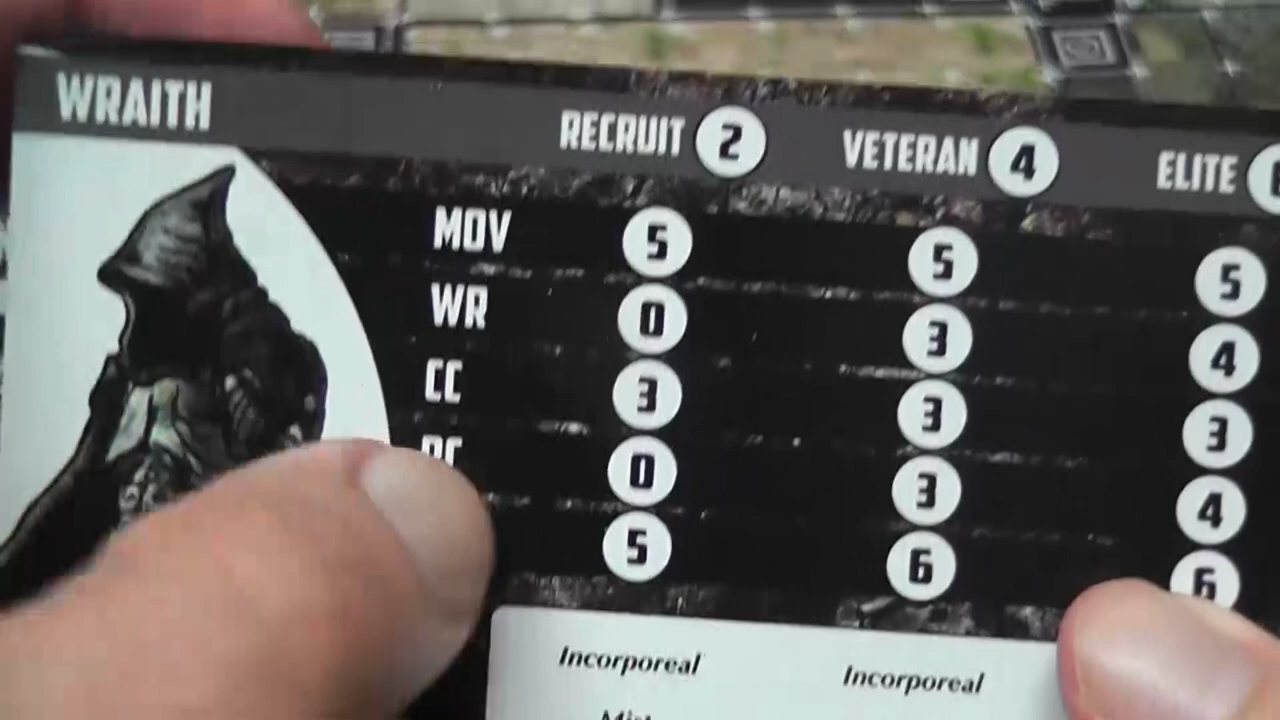 WRAITH RECRUIT 2 VETERAN 4 ELITE
MOV 5 5 5
WR 0 3 4
CC 3 3 3
0 3 4
5 6 6
Incorporeal Incorporeal
Mist